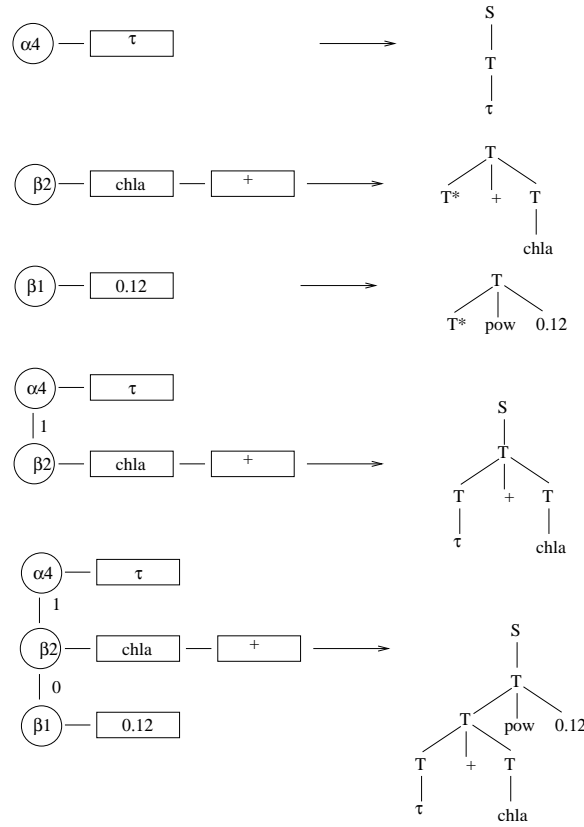 S
α4 τ T
τ
T
β2 chla + T* + T
chla
T
β1 0.12 T* pow 0.12
α4 τ
S
1
β2 chla + T
T + T
τ chla
α4 τ
1
S
β2 chla +
T
0
T pow 0.12
β1 0.12
T + T
τ chla